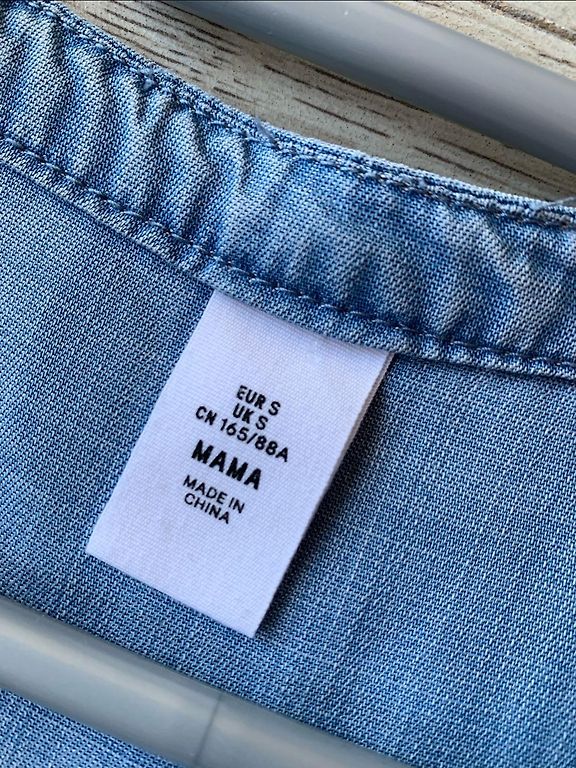 EUR S
UK S
CN 165/88A
MAMA
MADE IN
CHINA